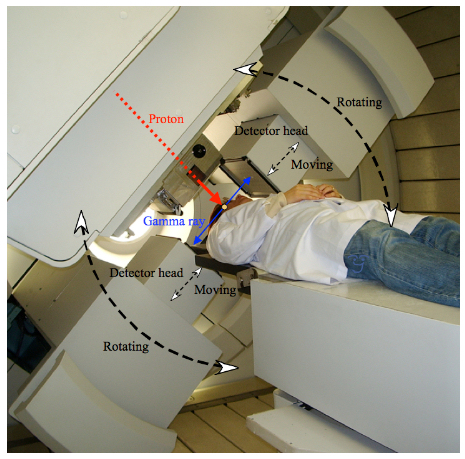 Rotating
Proton
Detector head
Moving
Gamma ray
Detector head
Moving
Rotating